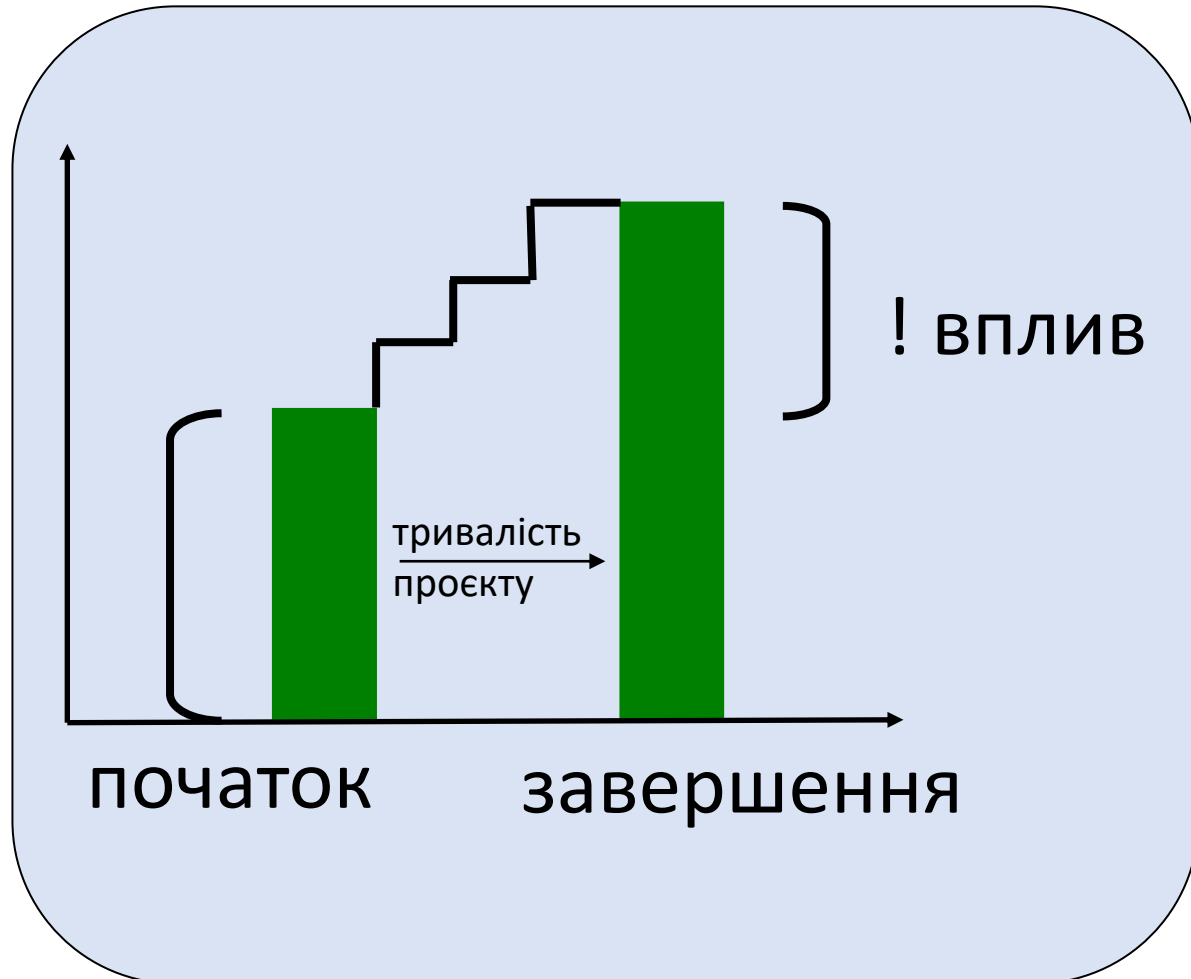 ! вплив
тривалість
проєкту
початок
завершення